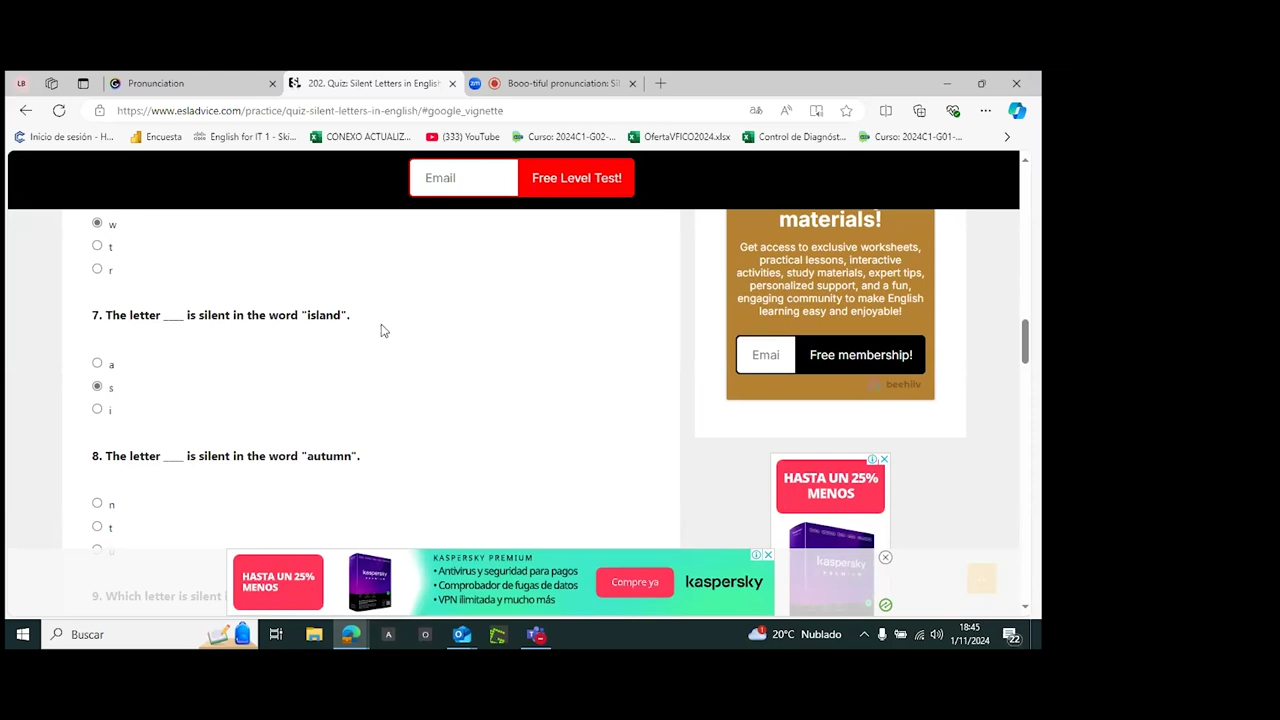 LB
Pronunciation
202. Quiz: Silent Letters in English
Booo-tiful pronunciation: Sil
https://www.esladvice.com/practice/quiz-silent-letters-in-english/#google_vignette
Inicio de sesión - H...
Encuesta
English for IT 1 - Ski...
CONEXO ACTUALIZ...
(333) YouTube
Curso: 2024C1-G02-...
OfertaVFICO2024.xlsx
Control de Diagnóst...
Curso: 2024C1-G01-...
Email
Free Level Test!
w
t
r
7. The letter ___ is silent in the word "island".
a
s
i
8. The letter ___ is silent in the word "autumn".
n
t
u
9. Which letter is silent i
materials!
Get access to exclusive worksheets,
practical lessons, interactive
activities, study materials, expert tips,
personalized support, and a fun,
engaging community to make English
learning easy and enjoyable!
Emai
Free membership!
beehliv
HASTA UN 25%
MENOS
kaspersky
PREMIUM
HASTA UN 25%
MENOS
KASPERSKY PREMIUM
• Antivirus y seguridad para pagos
• Comprobador de fugas de datos
• VPN ilimitada y mucho más
Compre ya
kaspersky
Buscar
A
O
20°C Nublado
18:45
1/11/2024
22